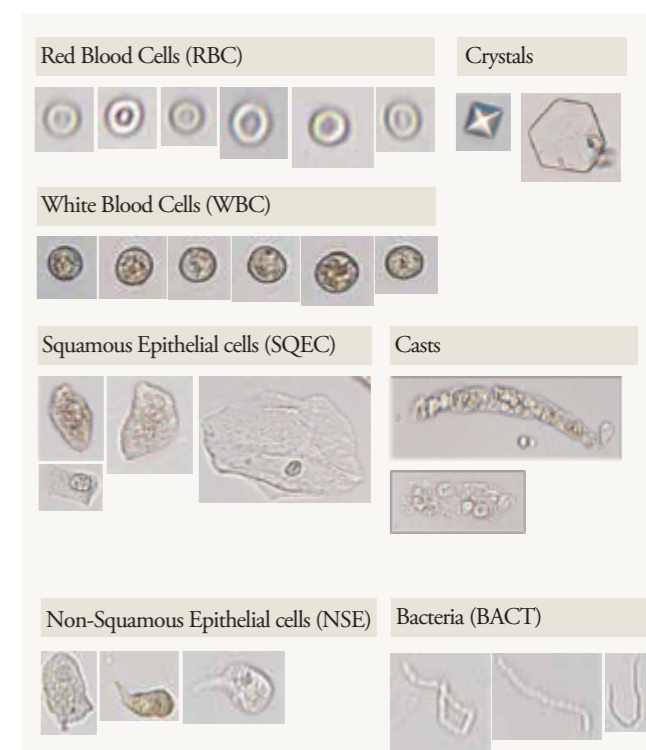 Red Blood Cells (RBC)
Crystals
White Blood Cells (WBC)
Squamous Epithelial cells (SQEC)
Casts
Non-Squamous Epithelial cells (NSE)
Bacteria (BACT)